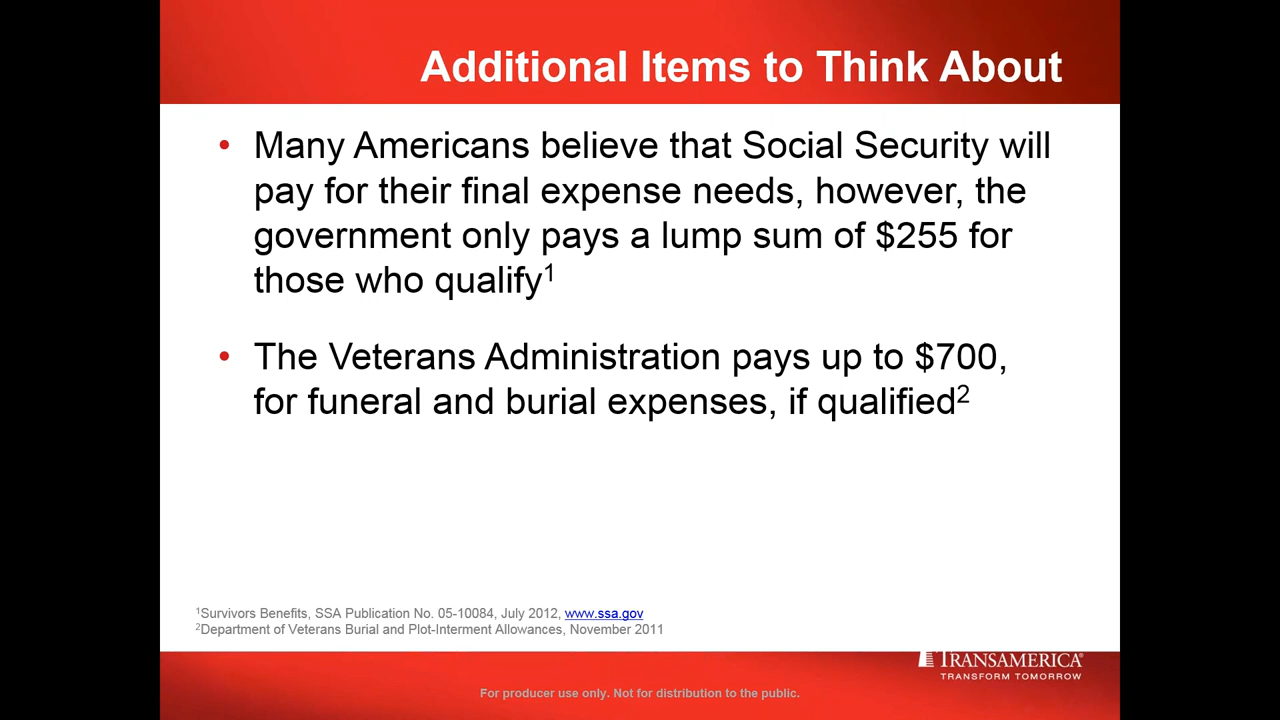 Additional Items to Think About
• Many Americans believe that Social Security will
pay for their final expense needs, however, the
government only pays a lump sum of $255 for
those who qualify¹
• The Veterans Administration pays up to $700,
for funeral and burial expenses, if qualified²
¹Survivors Benefits, SSA Publication No. 05-10084, July 2012, www.ssa.gov
²Department of Veterans Burial and Plot-Interment Allowances, November 2011
TRANSAMERICA®
TRANSFORM TOMORROW
For producer use only. Not for distribution to the public.